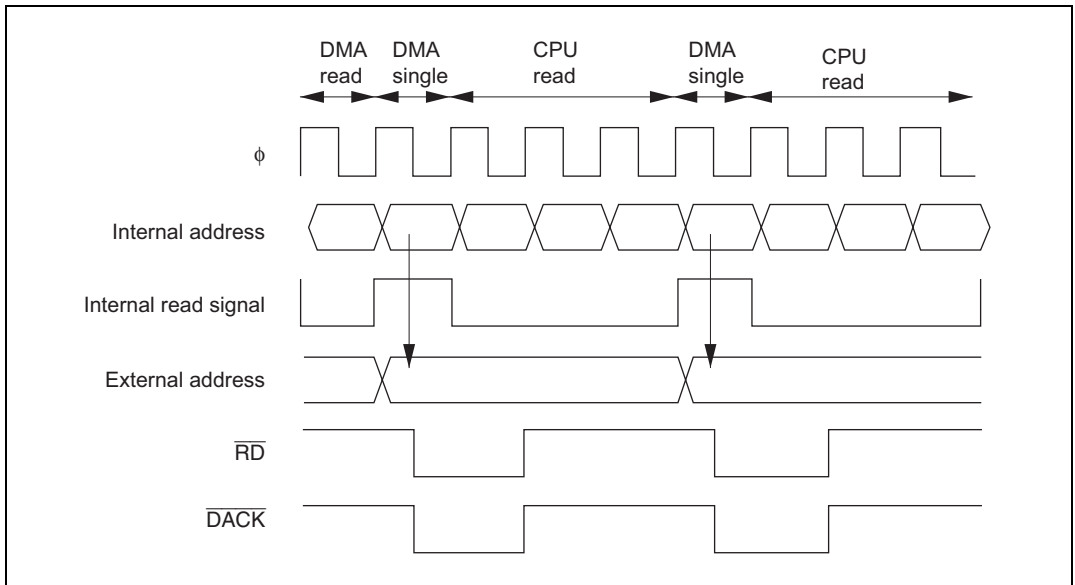 DMA read
DMA single
CPU read
DMA single
CPU read
φ
Internal address
Internal read signal
External address
RD
DACK